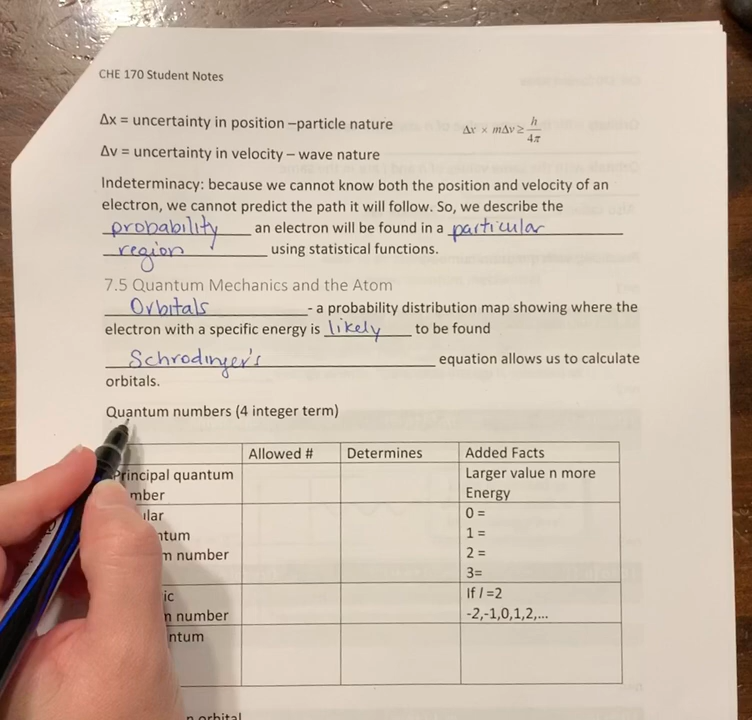 CHE 170 Student Notes
Δx = uncertainty in position –particle nature
Δx × mΔv ≥ h/4π
Δv = uncertainty in velocity – wave nature
Indeterminacy: because we cannot know both the position and velocity of an
electron, we cannot predict the path it will follow. So, we describe the
probability an electron will be found in a particular
region using statistical functions.
7.5 Quantum Mechanics and the Atom
Orbitals - a probability distribution map showing where the
electron with a specific energy is likely to be found
Schrodinger's equation allows us to calculate
orbitals.
Quantum numbers (4 integer term)
Allowed # Determines Added Facts
Principal quantum Larger value n more
mber Energy
ular 0 =
ntum 1 =
m number 2 =
3=
ic If l =2
n number -2,-1,0,1,2,...
ntum
n orbital